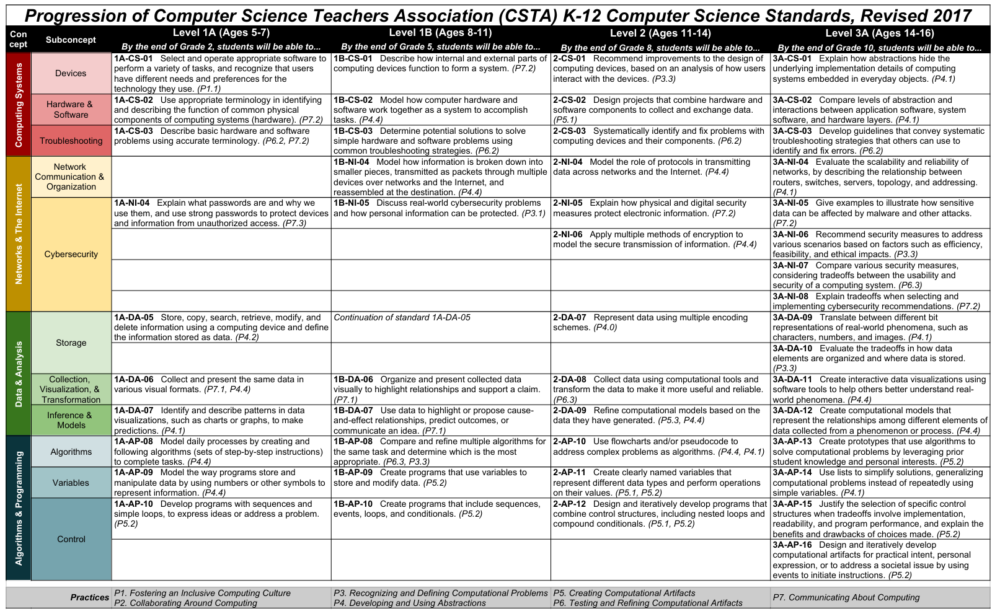 Progression of Computer Science Teachers Association (CSTA) K-12 Computer Science Standards, Revised 2017
Con
cept
Subconcept
Level 1A (Ages 5-7)
By the end of Grade 2, students will be able to...
Level 1B (Ages 8-11)
By the end of Grade 5, students will be able to...
Level 2 (Ages 11-14)
By the end of Grade 8, students will be able to...
Level 3A (Ages 14-16)
By the end of Grade 10, students will be able to...
Computing Systems
Devices
1A-CS-01 Select and operate appropriate software to
perform a variety of tasks, and recognize that users
have different needs and preferences for the
technology they use. (P1.1)
1B-CS-01 Describe how internal and external parts of
computing devices function to form a system. (P7.2)
2-CS-01 Recommend improvements to the design of
computing devices, based on an analysis of how users
interact with the devices. (P3.3)
3A-CS-01 Explain how abstractions hide the
underlying implementation details of computing
systems embedded in everyday objects. (P4.1)
Hardware &
Software
1A-CS-02 Use appropriate terminology in identifying
and describing the function of common physical
components of computing systems (hardware). (P7.2)
1B-CS-02 Model how computer hardware and
software work together as a system to accomplish
tasks. (P4.4)
2-CS-02 Design projects that combine hardware and
software components to collect and exchange data.
(P5.1)
3A-CS-02 Compare levels of abstraction and
interactions between application software, system
software, and hardware layers. (P4.1)
Troubleshooting
1A-CS-03 Describe basic hardware and software
problems using accurate terminology. (P6.2, P7.2)
1B-CS-03 Determine potential solutions to solve
simple hardware and software problems using
common troubleshooting strategies. (P6.2)
2-CS-03 Systematically identify and fix problems with
computing devices and their components. (P6.2)
3A-CS-03 Develop guidelines that convey systematic
troubleshooting strategies that others can use to
identify and fix errors. (P6.2)
Networks & The Internet
Network
Communication &
Organization
1B-NI-04 Model how information is broken down into
smaller pieces, transmitted as packets through multiple
devices over networks and the Internet, and
reassembled at the destination. (P4.4)
2-NI-04 Model the role of protocols in transmitting
data across networks and the Internet. (P4.4)
3A-NI-04 Evaluate the scalability and reliability of
networks, by describing the relationship between
routers, switches, servers, topology, and addressing.
(P4.1)
Cybersecurity
1A-NI-04 Explain what passwords are and why we
use them, and use strong passwords to protect devices
and information from unauthorized access. (P7.3)
1B-NI-05 Discuss real-world cybersecurity problems
and how personal information can be protected. (P3.1)
2-NI-05 Explain how physical and digital security
measures protect electronic information. (P7.2)
3A-NI-05 Give examples to illustrate how sensitive
data can be affected by malware and other attacks.
(P7.2)
2-NI-06 Apply multiple methods of encryption to
model the secure transmission of information. (P4.4)
3A-NI-06 Recommend security measures to address
various scenarios based on factors such as efficiency,
feasibility, and ethical impacts. (P3.3)
3A-NI-07 Compare various security measures,
considering tradeoffs between the usability and
security of a computing system. (P6.3)
3A-NI-08 Explain tradeoffs when selecting and
implementing cybersecurity recommendations. (P7.2)
Data & Analysis
Storage
1A-DA-05 Store, copy, search, retrieve, modify, and
delete information using a computing device and define
the information stored as data. (P4.2)
Continuation of standard 1A-DA-05
2-DA-07 Represent data using multiple encoding
schemes. (P4.0)
3A-DA-09 Translate between different bit
representations of real-world phenomena, such as
characters, numbers, and images. (P4.1)
3A-DA-10 Evaluate the tradeoffs in how data
elements are organized and where data is stored.
(P3.3)
Collection,
Visualization, &
Transformation
1A-DA-06 Collect and present the same data in
various visual formats. (P7.1, P4.4)
1B-DA-06 Organize and present collected data
visually to highlight relationships and support a claim.
(P7.1)
2-DA-08 Collect data using computational tools and
transform the data to make it more useful and reliable.
(P6.3)
3A-DA-11 Create interactive data visualizations using
software tools to help others better understand real-
world phenomena. (P4.4)
Inference &
Models
1A-DA-07 Identify and describe patterns in data
visualizations, such as charts or graphs, to make
predictions. (P4.1)
1B-DA-07 Use data to highlight or propose cause-
and-effect relationships, predict outcomes, or
communicate an idea. (P7.1)
2-DA-09 Refine computational models based on the
data they have generated. (P5.3, P4.4)
3A-DA-12 Create computational models that
represent the relationships among different elements of
data collected from a phenomenon or process. (P4.4)
Algorithms & Programming
Algorithms
1A-AP-08 Model daily processes by creating and
following algorithms (sets of step-by-step instructions)
to complete tasks. (P4.4)
1B-AP-08 Compare and refine multiple algorithms for
the same task and determine which is the most
appropriate. (P6.3, P3.3)
2-AP-10 Use flowcharts and/or pseudocode to
address complex problems as algorithms. (P4.4, P4.1)
3A-AP-13 Create prototypes that use algorithms to
solve computational problems by leveraging prior
student knowledge and personal interests. (P5.2)
Variables
1A-AP-09 Model the way programs store and
manipulate data by using numbers or other symbols to
represent information. (P4.4)
1B-AP-09 Create programs that use variables to
store and modify data. (P5.2)
2-AP-11 Create clearly named variables that
represent different data types and perform operations
on their values. (P5.1, P5.2)
3A-AP-14 Use lists to simplify solutions, generalizing
computational problems instead of repeatedly using
simple variables. (P4.1)
Control
1A-AP-10 Develop programs with sequences and
simple loops, to express ideas or address a problem.
(P5.2)
1B-AP-10 Create programs that include sequences,
events, loops, and conditionals. (P5.2)
2-AP-12 Design and iteratively develop programs that
combine control structures, including nested loops and
compound conditionals. (P5.1, P5.2)
3A-AP-15 Justify the selection of specific control
structures when tradeoffs involve implementation,
readability, and program performance, and explain the
benefits and drawbacks of choices made. (P5.2)
3A-AP-16 Design and iteratively develop
computational artifacts for practical intent, personal
expression, or to address a societal issue by using
events to initiate instructions. (P5.2)
Practices
P1. Fostering an Inclusive Computing Culture
P2. Collaborating Around Computing
P3. Recognizing and Defining Computational Problems
P4. Developing and Using Abstractions
P5. Creating Computational Artifacts
P6. Testing and Refining Computational Artifacts
P7. Communicating About Computing